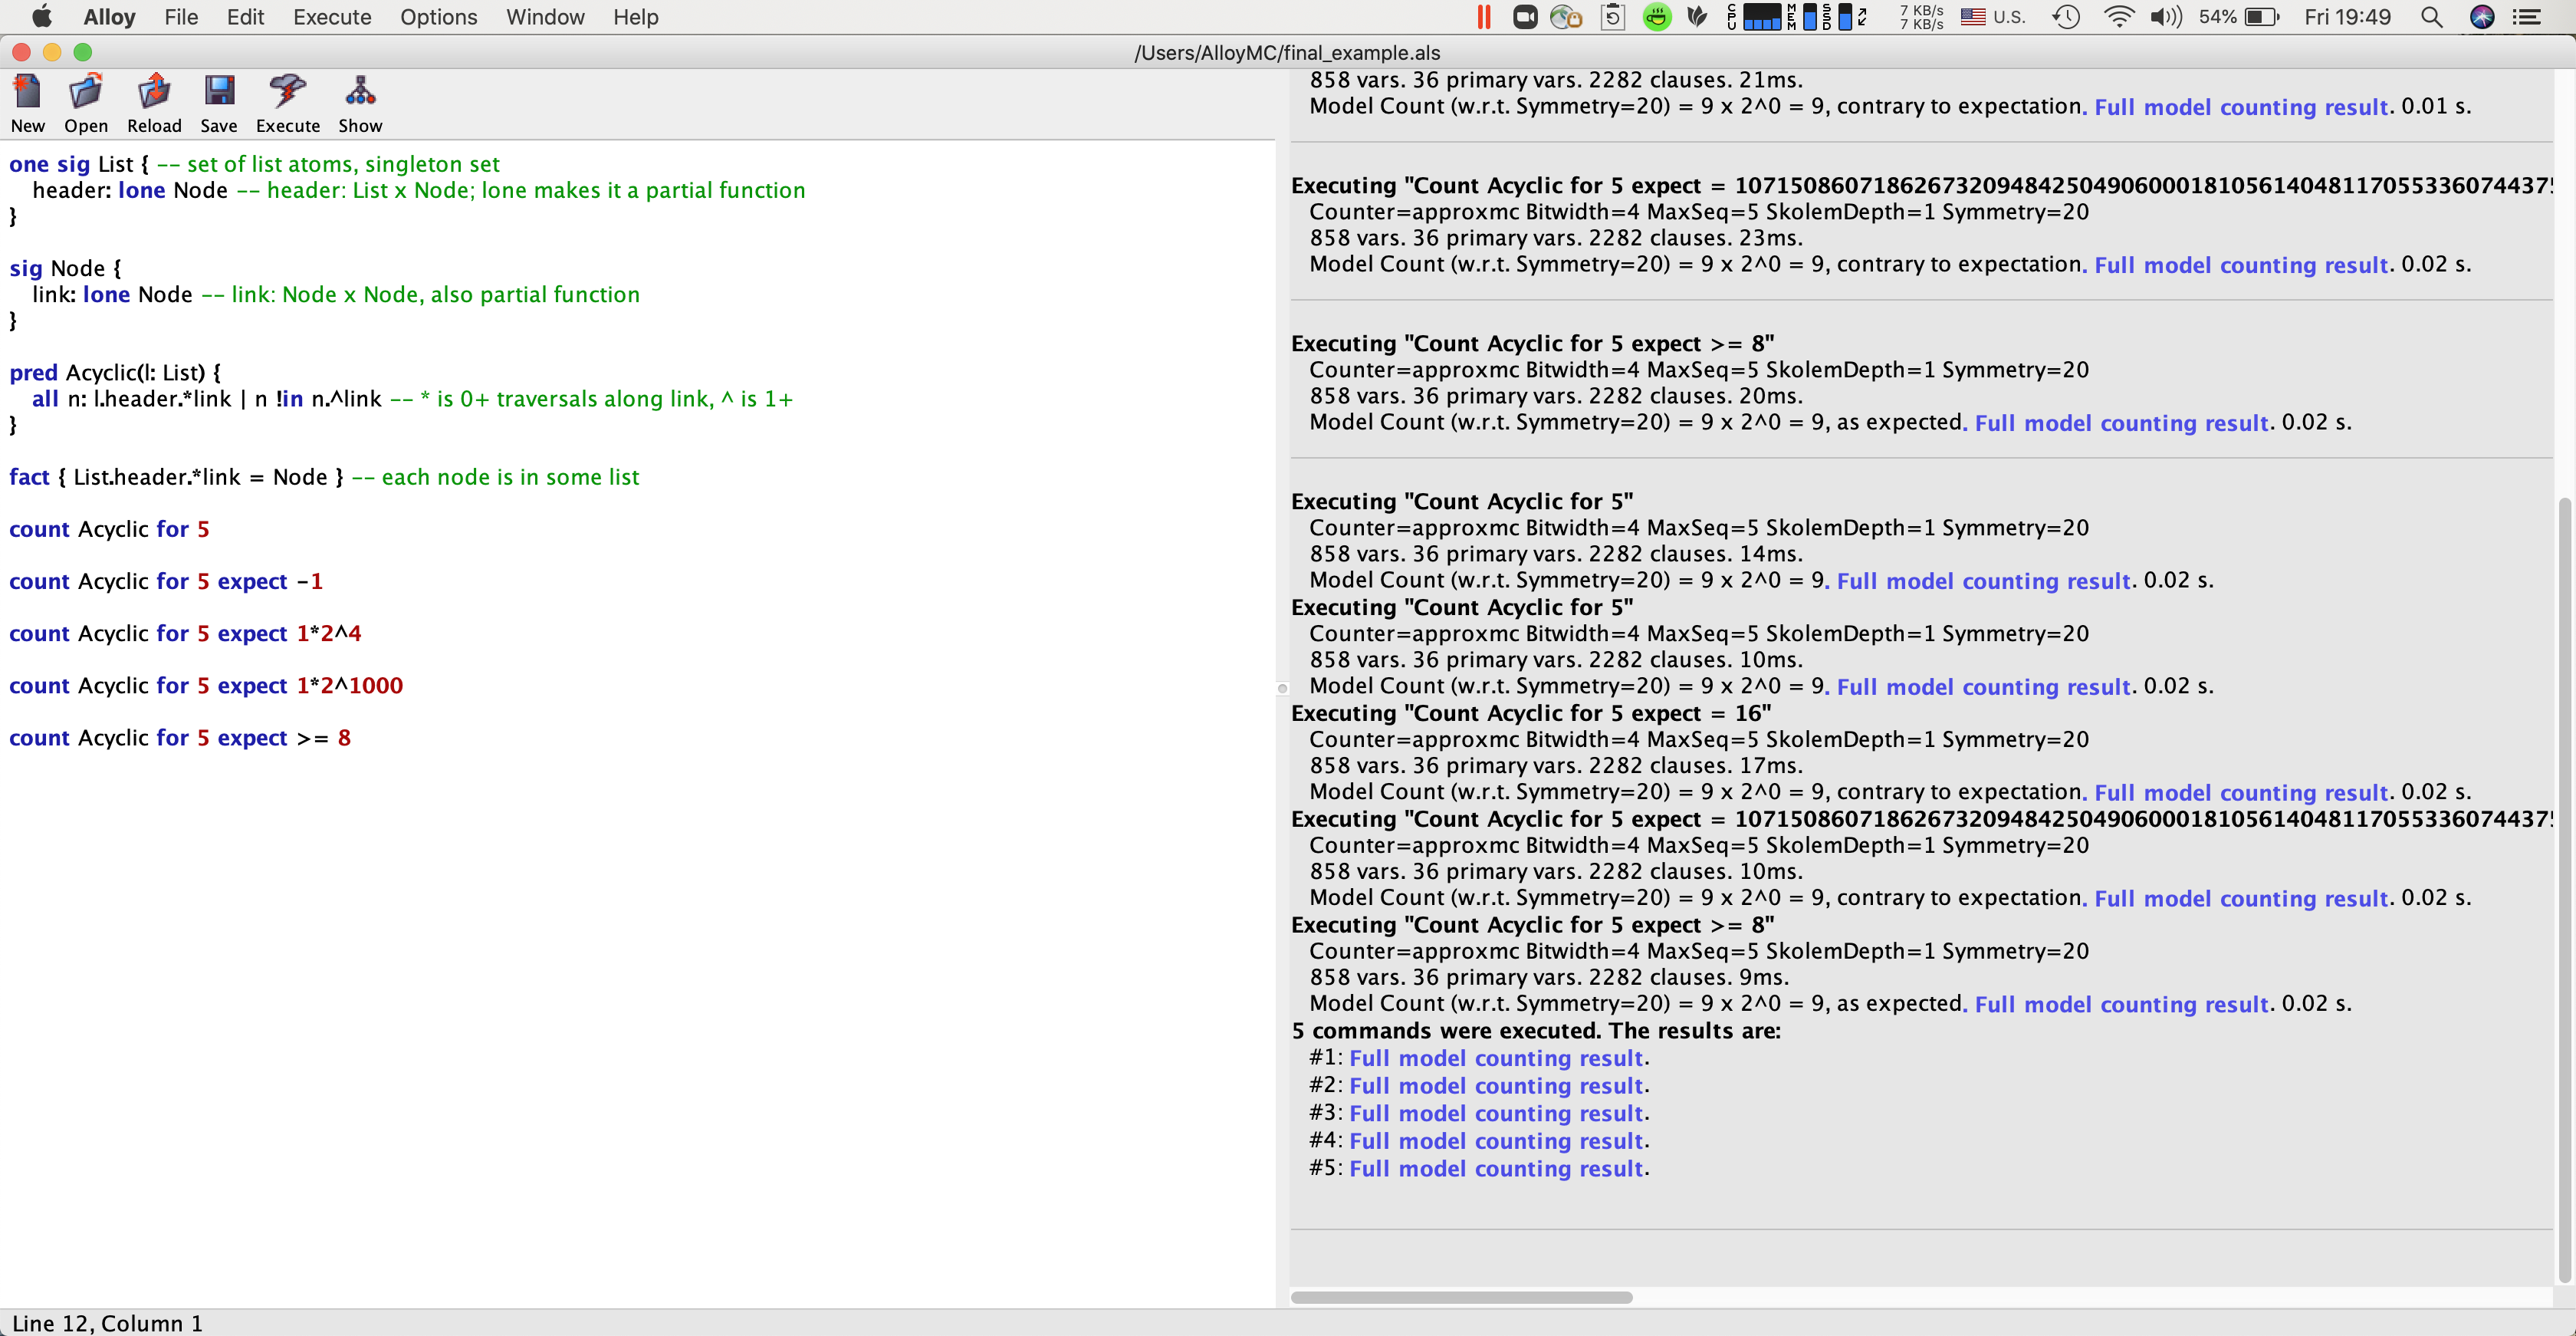 Alloy File Edit Execute Options Window Help CPU MEM SSD 7 KB/s 7 KB/s U.S. 54% Fri 19:49
/Users/AlloyMC/final_example.als
New Open Reload Save Execute Show
one sig List { -- set of list atoms, singleton set
header: lone Node -- header: List x Node; lone makes it a partial function
}
sig Node {
link: lone Node -- link: Node x Node, also partial function
}
pred Acyclic(l: List) {
all n: l.header.*link | n !in n.^link -- * is 0+ traversals along link, ^ is 1+
}
fact { List.header.*link = Node } -- each node is in some list
count Acyclic for 5
count Acyclic for 5 expect -1
count Acyclic for 5 expect 1*2^4
count Acyclic for 5 expect 1*2^1000
count Acyclic for 5 expect >= 8
858 vars. 36 primary vars. 2282 clauses. 21ms.
Model Count (w.r.t. Symmetry=20) = 9 x 2^0 = 9, contrary to expectation. Full model counting result. 0.01 s.
Executing "Count Acyclic for 5 expect = 1071508607186267320948425049060001810561404811705533607443750
Counter=approxmc Bitwidth=4 MaxSeq=5 SkolemDepth=1 Symmetry=20
858 vars. 36 primary vars. 2282 clauses. 23ms.
Model Count (w.r.t. Symmetry=20) = 9 x 2^0 = 9, contrary to expectation. Full model counting result. 0.02 s.
Executing "Count Acyclic for 5 expect >= 8"
Counter=approxmc Bitwidth=4 MaxSeq=5 SkolemDepth=1 Symmetry=20
858 vars. 36 primary vars. 2282 clauses. 20ms.
Model Count (w.r.t. Symmetry=20) = 9 x 2^0 = 9, as expected. Full model counting result. 0.02 s.
Executing "Count Acyclic for 5"
Counter=approxmc Bitwidth=4 MaxSeq=5 SkolemDepth=1 Symmetry=20
858 vars. 36 primary vars. 2282 clauses. 14ms.
Model Count (w.r.t. Symmetry=20) = 9 x 2^0 = 9. Full model counting result. 0.02 s.
Executing "Count Acyclic for 5"
Counter=approxmc Bitwidth=4 MaxSeq=5 SkolemDepth=1 Symmetry=20
858 vars. 36 primary vars. 2282 clauses. 10ms.
Model Count (w.r.t. Symmetry=20) = 9 x 2^0 = 9. Full model counting result. 0.02 s.
Executing "Count Acyclic for 5 expect = 16"
Counter=approxmc Bitwidth=4 MaxSeq=5 SkolemDepth=1 Symmetry=20
858 vars. 36 primary vars. 2282 clauses. 17ms.
Model Count (w.r.t. Symmetry=20) = 9 x 2^0 = 9, contrary to expectation. Full model counting result. 0.02 s.
Executing "Count Acyclic for 5 expect = 107150860718626732094842504906000181056140481170553360744375
Counter=approxmc Bitwidth=4 MaxSeq=5 SkolemDepth=1 Symmetry=20
858 vars. 36 primary vars. 2282 clauses. 10ms.
Model Count (w.r.t. Symmetry=20) = 9 x 2^0 = 9, contrary to expectation. Full model counting result. 0.02 s.
Executing "Count Acyclic for 5 expect >= 8"
Counter=approxmc Bitwidth=4 MaxSeq=5 SkolemDepth=1 Symmetry=20
858 vars. 36 primary vars. 2282 clauses. 9ms.
Model Count (w.r.t. Symmetry=20) = 9 x 2^0 = 9, as expected. Full model counting result. 0.02 s.
5 commands were executed. The results are:
#1: Full model counting result.
#2: Full model counting result.
#3: Full model counting result.
#4: Full model counting result.
#5: Full model counting result.
Line 12, Column 1